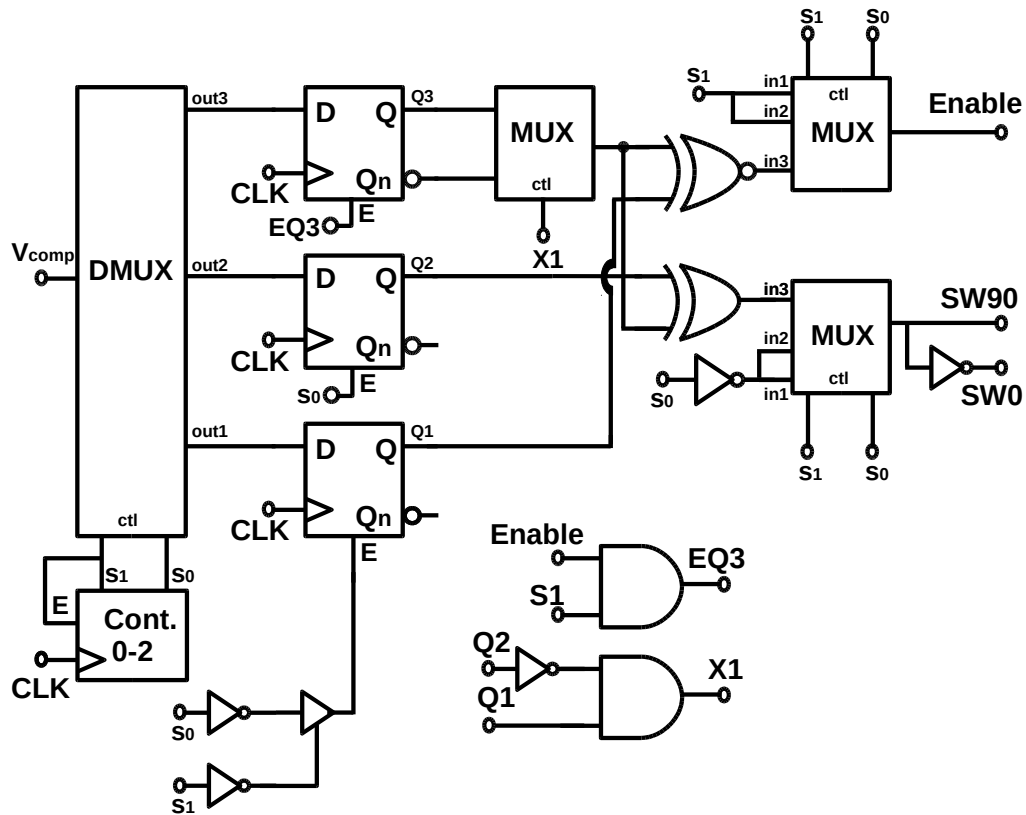 S1
S0
S1
in1
ctl
in2
MUX
Enable
in3
out3
D
Q
Q3
MUX
CLK
Qn
ctl
EQ3
E
X1
Vcomp
DMUX
out2
D
Q
Q2
CLK
Qn
S0
E
in3
SW90
MUX
in2
ctl
S0
in1
SW0
S1
S0
out1
D
Q
Q1
CLK
Qn
E
ctl
S1
S0
E
Cont.
0-2
CLK
Enable
EQ3
S1
Q2
X1
Q1
S0
S1